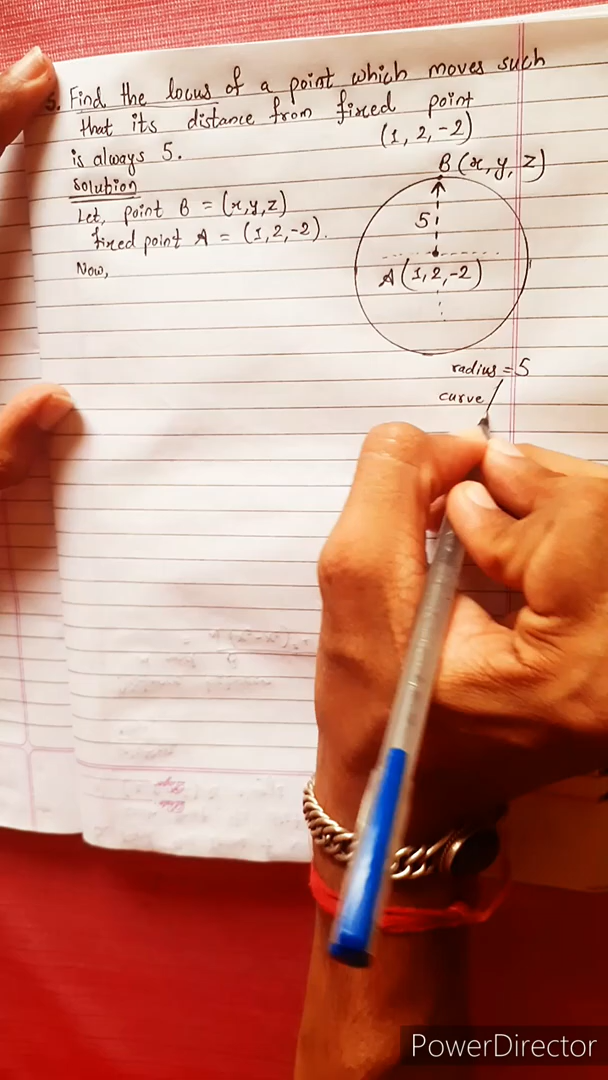 5. Find the locus of a point which moves such
that its distance from fixed point
(1, 2, -2)
is always 5.
Solution
Let, point B = (x, y, z)
fixed point A = (1, 2, -2).
Now,
B (x, y, z)
5
A (1, 2, -2)
radius = 5
curve /
PowerDirector